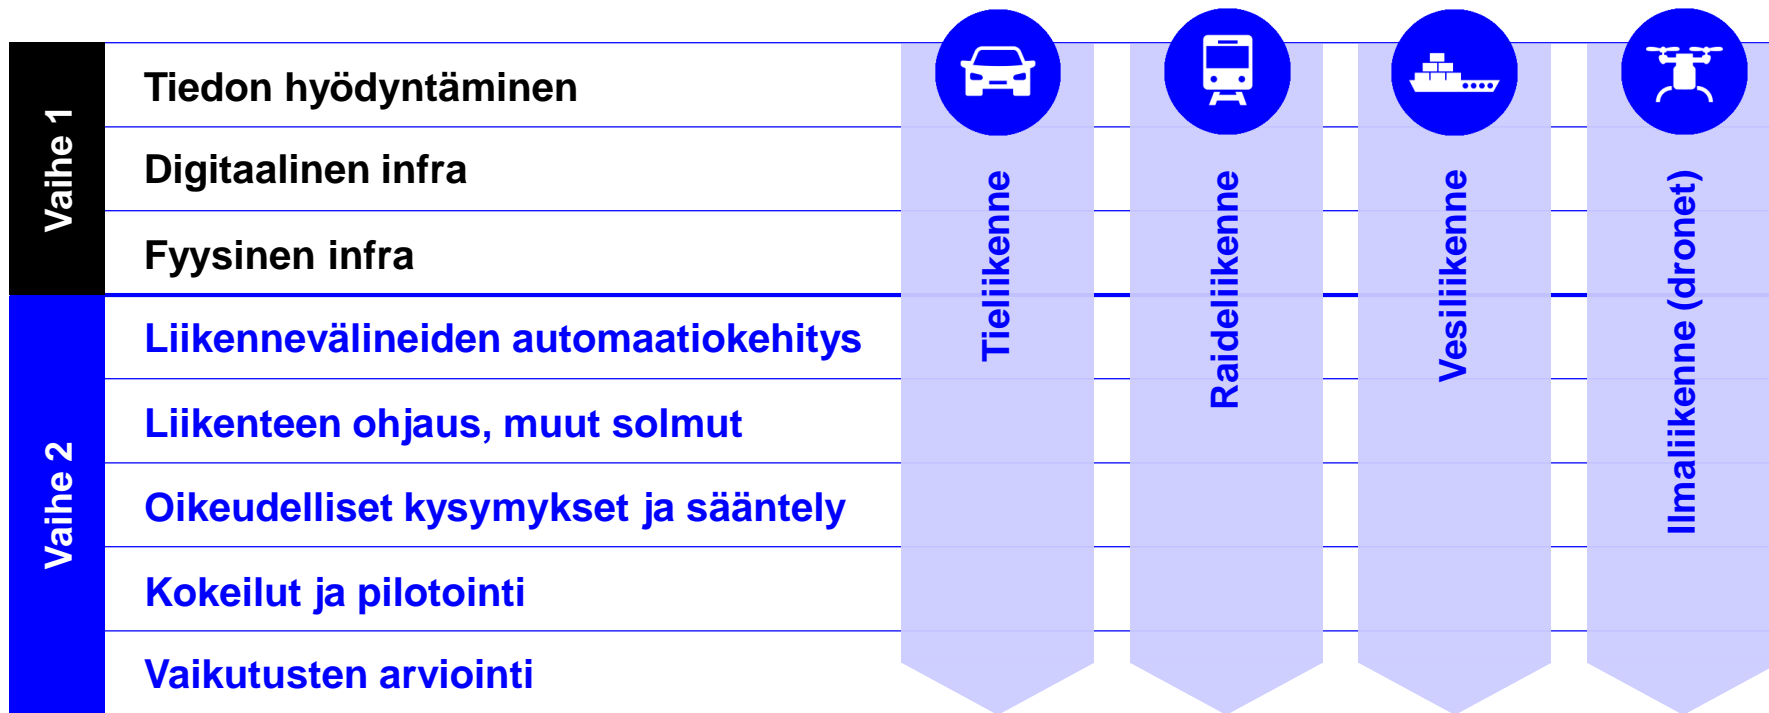 Vaihe 1
Tiedon hyödyntäminen
Digitaalinen infra
Fyysinen infra
Vaihe 2
Liikennevälineiden automaatiokehitys
Liikenteen ohjaus, muut solmut
Oikeudelliset kysymykset ja sääntely
Kokeilut ja pilotointi
Vaikutusten arviointi
Tieliikenne
Raideliikenne
Vesiliikenne
Ilmaliikenne (dronet)